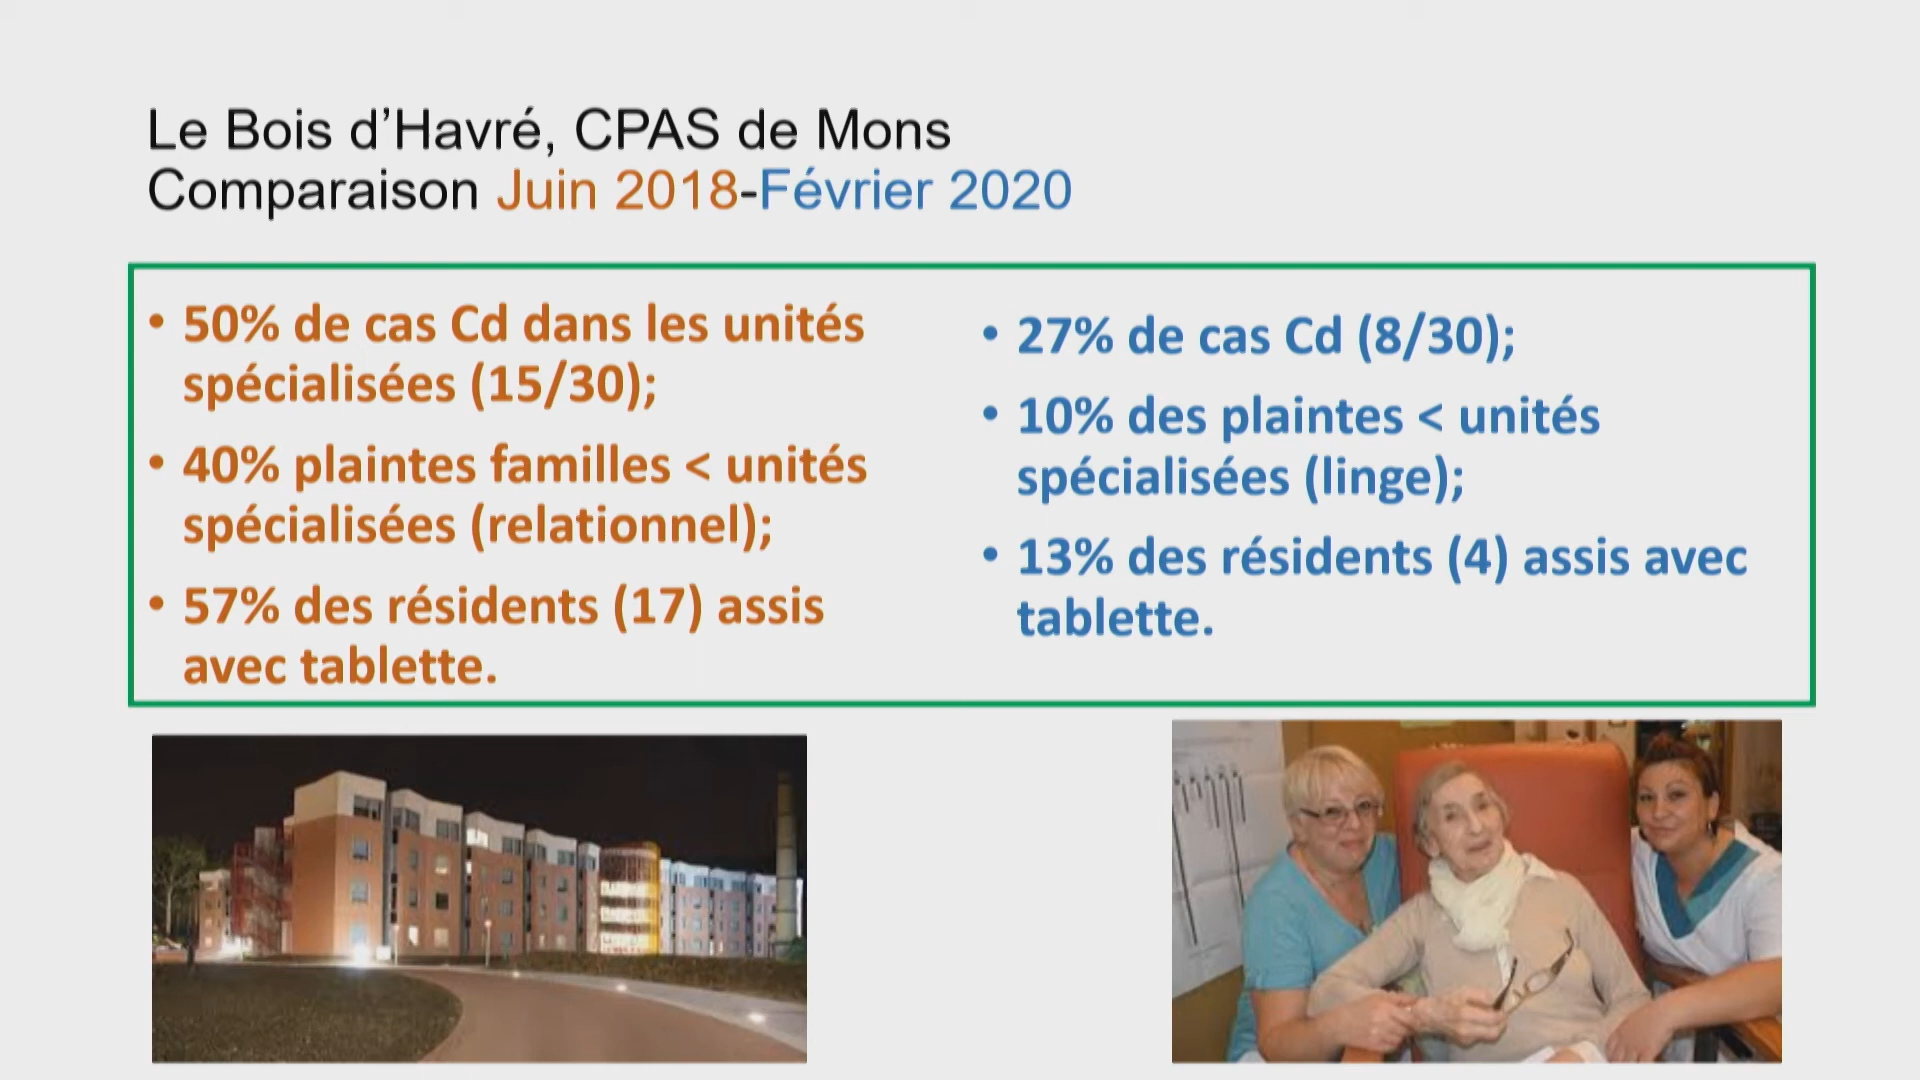 Le Bois d’Havré, CPAS de Mons
Comparaison Juin 2018-Février 2020
• 50% de cas Cd dans les unités
spécialisées (15/30);
• 40% plaintes familles < unités
spécialisées (relationnel);
• 57% des résidents (17) assis
avec tablette.
• 27% de cas Cd (8/30);
• 10% des plaintes < unités
spécialisées (linge);
• 13% des résidents (4) assis avec
tablette.